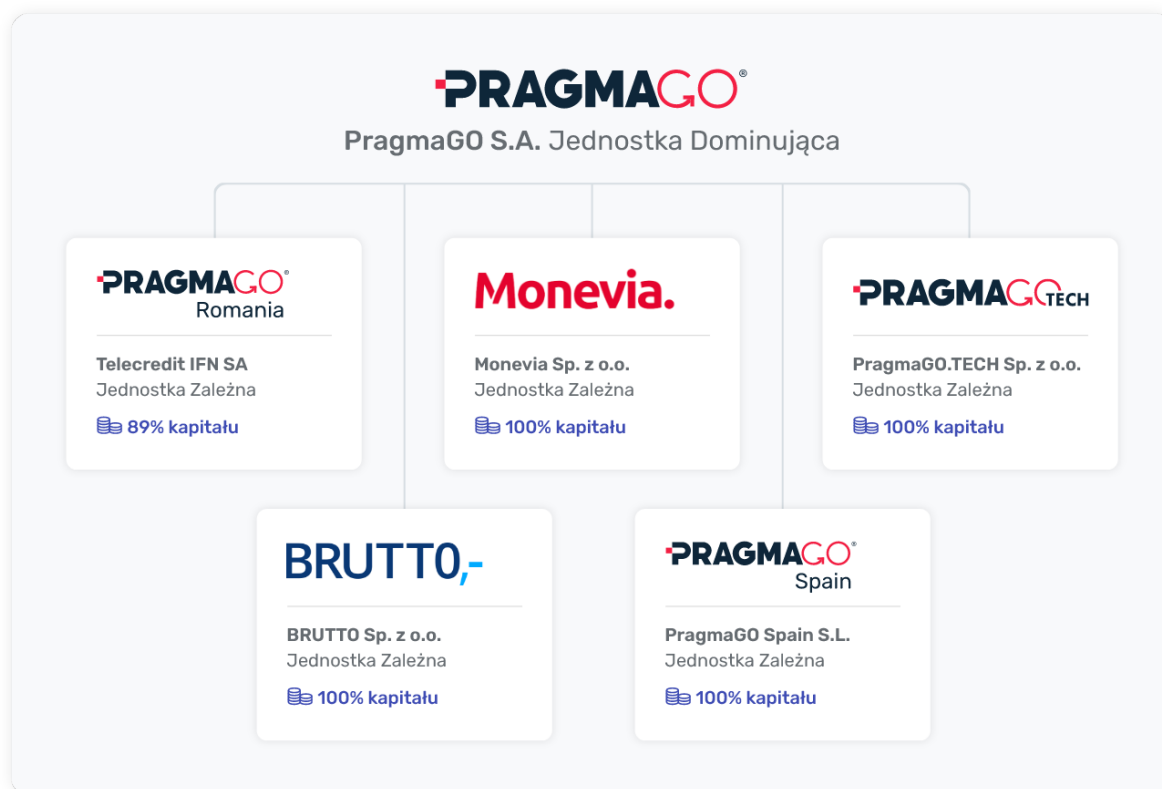 PRAGMAGO®
PragmaGO S.A. Jednostka Dominująca
PRAGMAGO®
Romania
Telecredit IFN SA
Jednostka Zależna
89% kapitału
Monevia.
Monevia Sp. z o.o.
Jednostka Zależna
100% kapitału
PRAGMAGO TECH
PragmaGO.TECH Sp. z o.o.
Jednostka Zależna
100% kapitału
BRUTTO,-
BRUTTO Sp. z o.o.
Jednostka Zależna
100% kapitału
PRAGMAGO®
Spain
PragmaGO Spain S.L.
Jednostka Zależna
100% kapitału